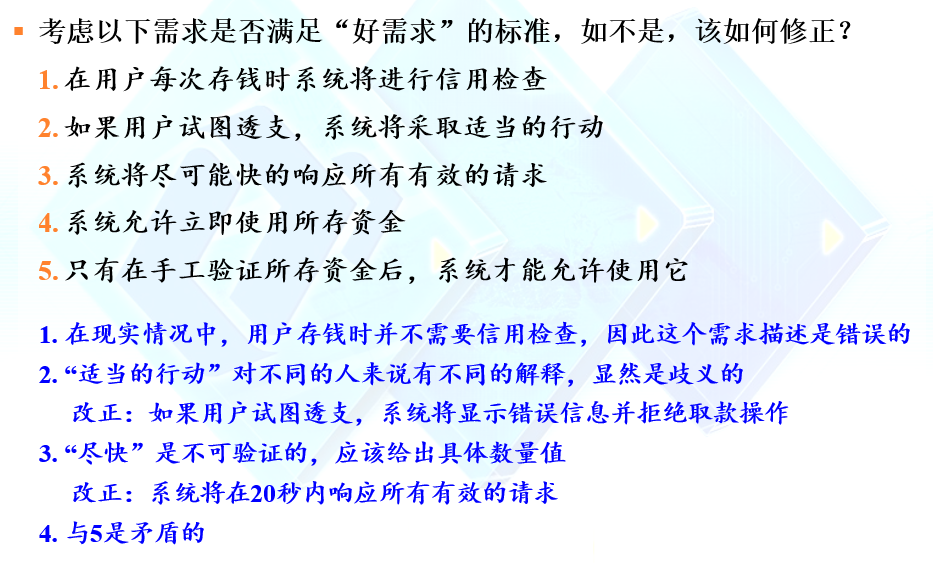 ▪ 考虑以下需求是否满足“好需求”的标准，如不是，该如何修正？
1. 在用户每次存钱时系统将进行信用检查
2. 如果用户试图透支，系统将采取适当的行动
3. 系统将尽可能快的响应所有有效的请求
4. 系统允许立即使用所存资金
5. 只有在手工验证所存资金后，系统才能允许使用它
1. 在现实情况中，用户存钱时并不需要信用检查，因此这个需求描述是错误的
2. “适当的行动”对不同的人来说有不同的解释，显然是歧义的
改正：如果用户试图透支，系统将显示错误信息并拒绝取款操作
3. “尽快”是不可验证的，应该给出具体数量值
改正：系统将在20秒内响应所有有效的请求
4. 与5是矛盾的